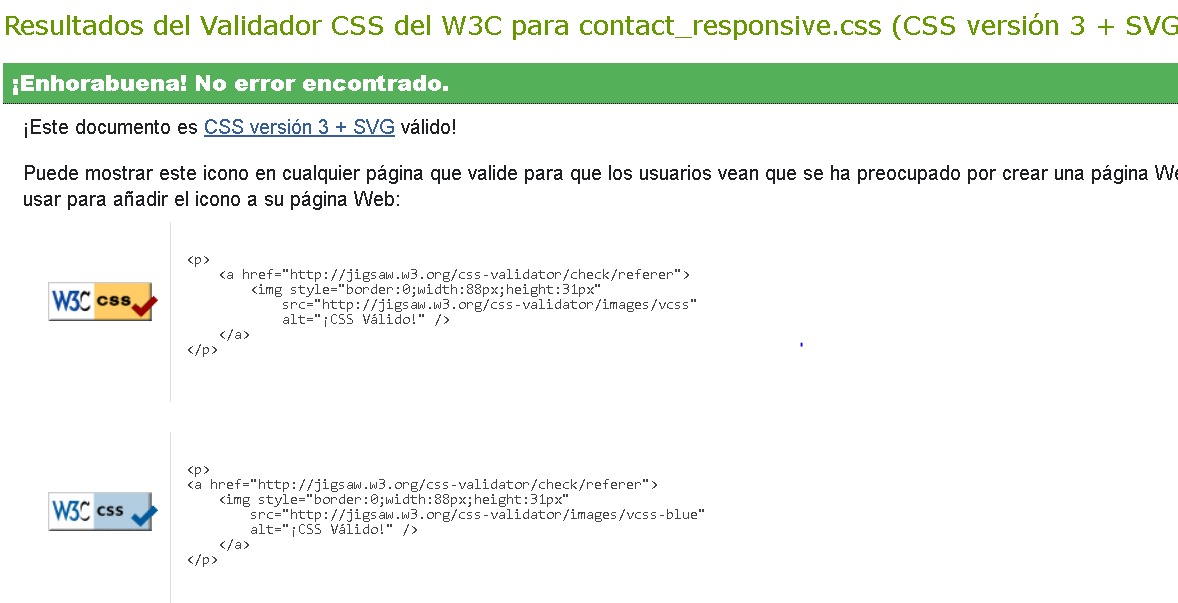 Resultados del Validador CSS del W3C para contact_responsive.css (CSS versión 3 + SVG
¡Enhorabuena! No error encontrado.
¡Este documento es CSS versión 3 + SVG válido!
Puede mostrar este icono en cualquier página que valide para que los usuarios vean que se ha preocupado por crear una página We
usar para añadir el icono a su página Web:
W3C css
<p>
<a href="http://jigsaw.w3.org/css-validator/check/referer">
<img style="border:0;width:88px;height:31px"
src="http://jigsaw.w3.org/css-validator/images/vcss"
alt="¡CSS Válido!" />
</a>
</p>
W3C css
<p>
<a href="http://jigsaw.w3.org/css-validator/check/referer">
<img style="border:0;width:88px;height:31px"
src="http://jigsaw.w3.org/css-validator/images/vcss-blue"
alt="¡CSS Válido!" />
</a>
</p>